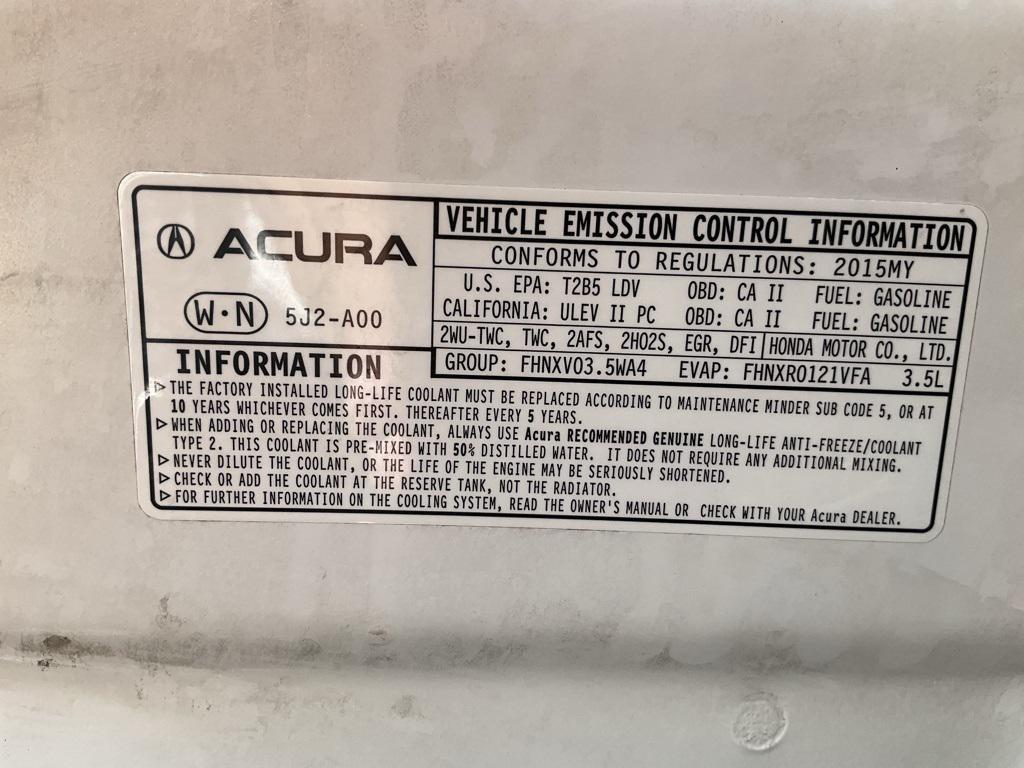 ACURA
W·N 5J2-A00
VEHICLE EMISSION CONTROL INFORMATION
CONFORMS TO REGULATIONS: 2015MY
U.S. EPA: T2B5 LDV OBD: CA II FUEL: GASOLINE
CALIFORNIA: ULEV II PC OBD: CA II FUEL: GASOLINE
2WU-TWC, TWC, 2AFS, 2HO2S, EGR, DFI HONDA MOTOR CO., LTD.
GROUP: FHNXV03.5WA4 EVAP: FHNXR0121VFA 3.5L
INFORMATION
▷ THE FACTORY INSTALLED LONG-LIFE COOLANT MUST BE REPLACED ACCORDING TO MAINTENANCE MINDER SUB CODE 5, OR AT
10 YEARS WHICHEVER COMES FIRST. THEREAFTER EVERY 5 YEARS.
▷ WHEN ADDING OR REPLACING THE COOLANT, ALWAYS USE Acura RECOMMENDED GENUINE LONG-LIFE ANTI-FREEZE/COOLANT
TYPE 2. THIS COOLANT IS PRE-MIXED WITH 50% DISTILLED WATER. IT DOES NOT REQUIRE ANY ADDITIONAL MIXING.
▷ NEVER DILUTE THE COOLANT, OR THE LIFE OF THE ENGINE MAY BE SERIOUSLY SHORTENED.
▷ CHECK OR ADD THE COOLANT AT THE RESERVE TANK, NOT THE RADIATOR.
▷ FOR FURTHER INFORMATION ON THE COOLING SYSTEM, READ THE OWNER'S MANUAL OR CHECK WITH YOUR Acura DEALER.